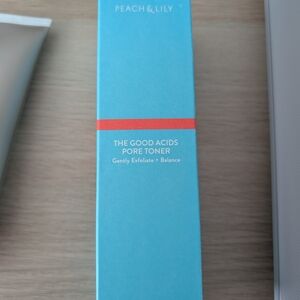 PEACH & LILY
THE GOOD ACIDS
PORE TONER
Gently Exfoliate + Balance